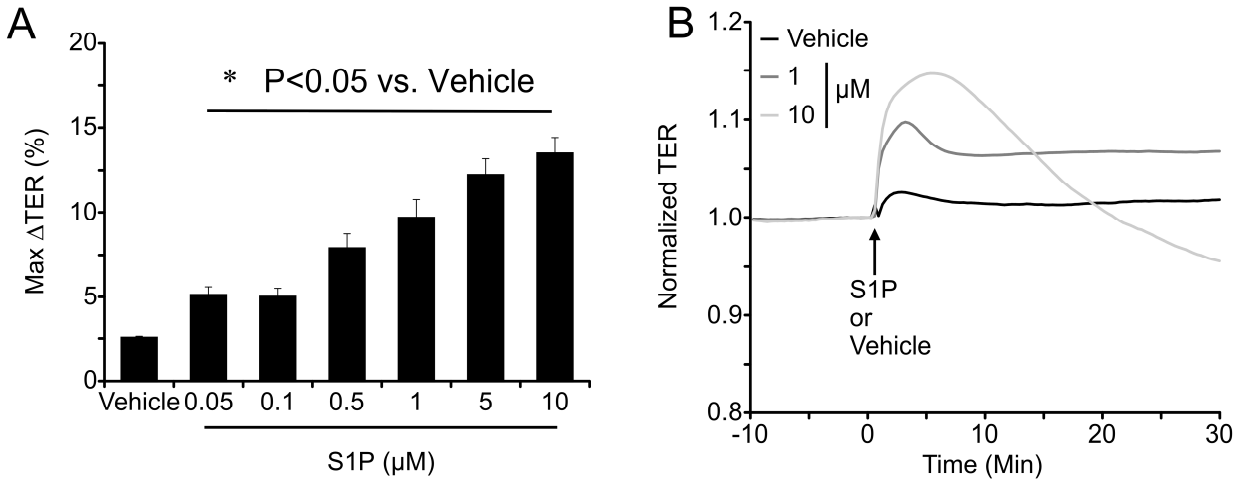 A
20
15
10
5
0
Max ΔTER (%)
* P<0.05 vs. Vehicle
Vehicle 0.05 0.1 0.5 1 5 10
S1P (µM)
B
1.2
1.1
1.0
0.9
0.8
Normalized TER
Vehicle
1
10
µM
S1P
or
Vehicle
-10 0 10 20 30
Time (Min)